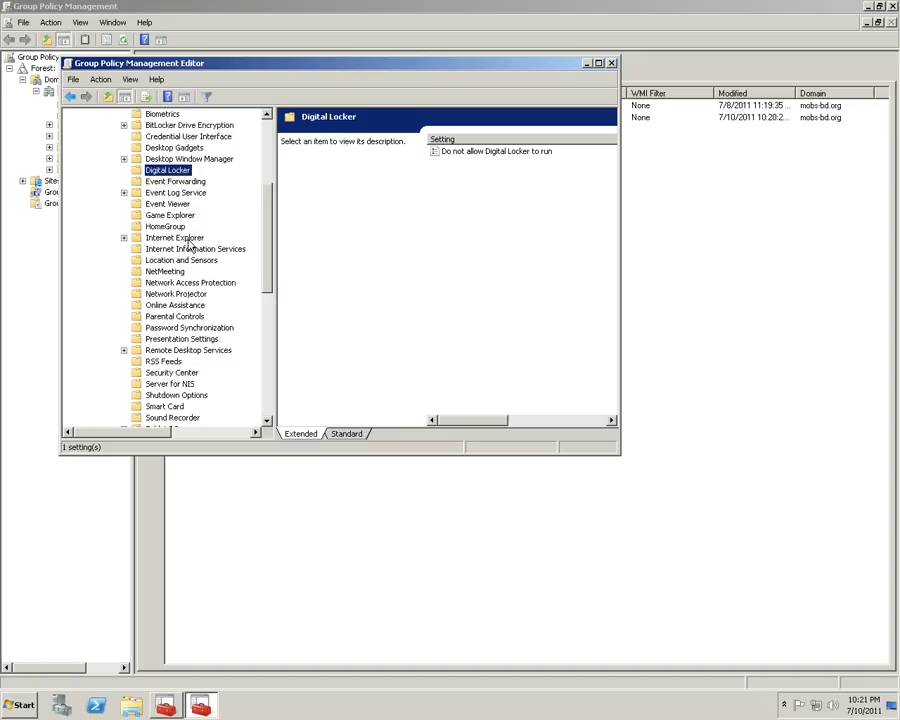 Group Policy Management
File Action View Window Help
Group Policy
Forest:
Dom
Sites
Grou
Grou
Group Policy Management Editor
File Action View Help
Biometrics
BitLocker Drive Encryption
Credential User Interface
Desktop Gadgets
Desktop Window Manager
Digital Locker
Event Forwarding
Event Log Service
Event Viewer
Game Explorer
HomeGroup
Internet Explorer
Internet Information Services
Location and Sensors
NetMeeting
Network Access Protection
Network Projector
Online Assistance
Parental Controls
Password Synchronization
Presentation Settings
Remote Desktop Services
RSS Feeds
Security Center
Server for NIS
Shutdown Options
Smart Card
Sound Recorder
Digital Locker
Select an item to view its description.
Setting
Do not allow Digital Locker to run
Extended Standard
1 setting(s)
WMI Filter Modified Domain
None 7/8/2011 11:19:35 ... mobs-bd.org
None 7/10/2011 10:20:2... mobs-bd.org
Start
10:21 PM
7/10/2011